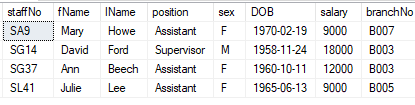 staffNo fName lName position sex DOB salary branchNo
SA9 Mary Howe Assistant F 1970-02-19 9000 B007
SG14 David Ford Supervisor M 1958-11-24 18000 B003
SG37 Ann Beech Assistant F 1960-10-11 12000 B003
SL41 Julie Lee Assistant F 1965-06-13 9000 B005